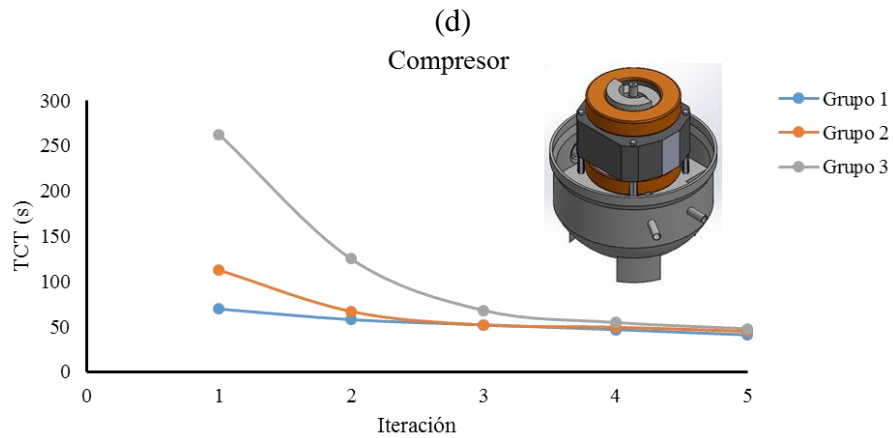 (d)
Compresor
300
250
200
150
100
50
0
TCT (s)
0 1 2 3 4 5
Iteración
Grupo 1
Grupo 2
Grupo 3